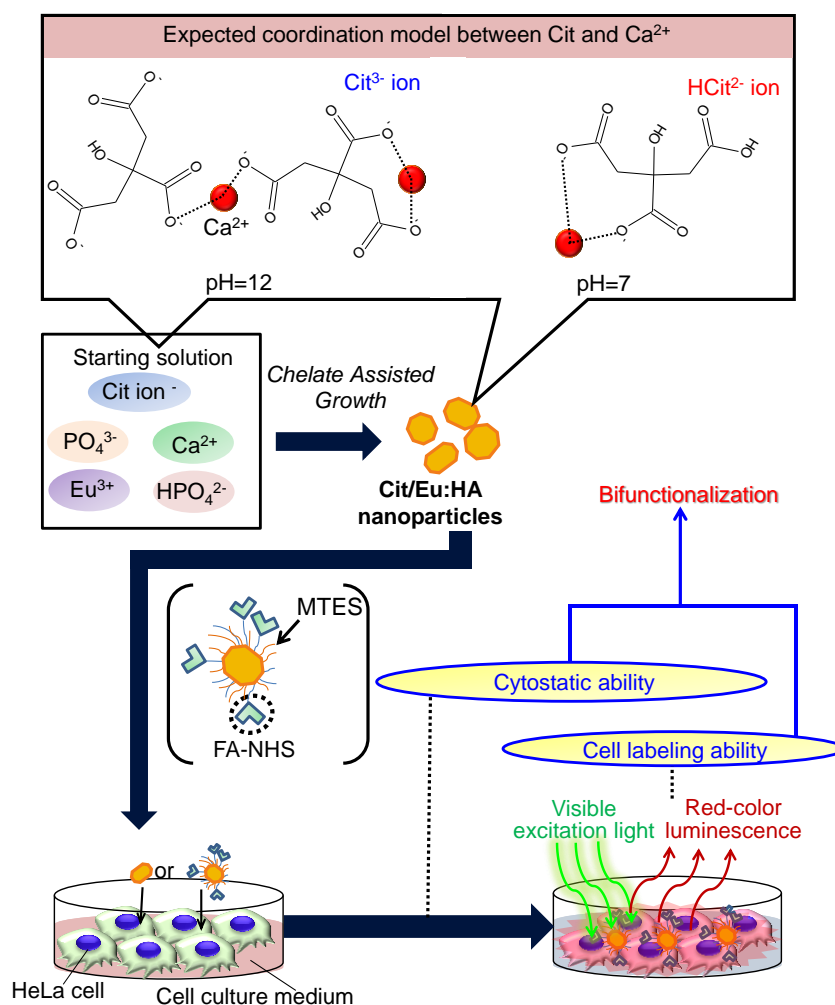 Expected coordination model between Cit and Ca²⁺
Cit³⁻ ion
HCit²⁻ ion
O O⁻
O
O⁻
HO
O
O⁻
O⁻
O
Ca²⁺
O⁻
O
O
O⁻
HO
O
O⁻
pH=12
O⁻
O
OH
O
OH
O⁻
O
pH=7
Starting solution
Cit ion ⁻
PO₄³⁻
Ca²⁺
Eu³⁺
HPO₄²⁻
Chelate Assisted
Growth
Cit/Eu:HA
nanoparticles
Bifunctionalization
MTES
FA-NHS
Cytostatic ability
Cell labeling ability
Visible
excitation light
Red-color
luminescence
or
HeLa cell
Cell culture medium